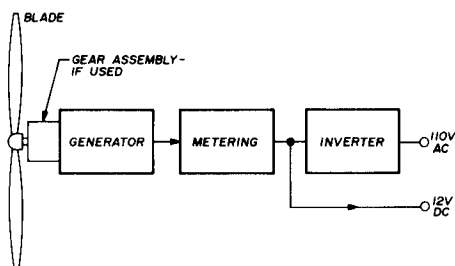 BLADE
GEAR ASSEMBLY-
IF USED
GENERATOR
METERING
INVERTER
110V
AC
12V
DC